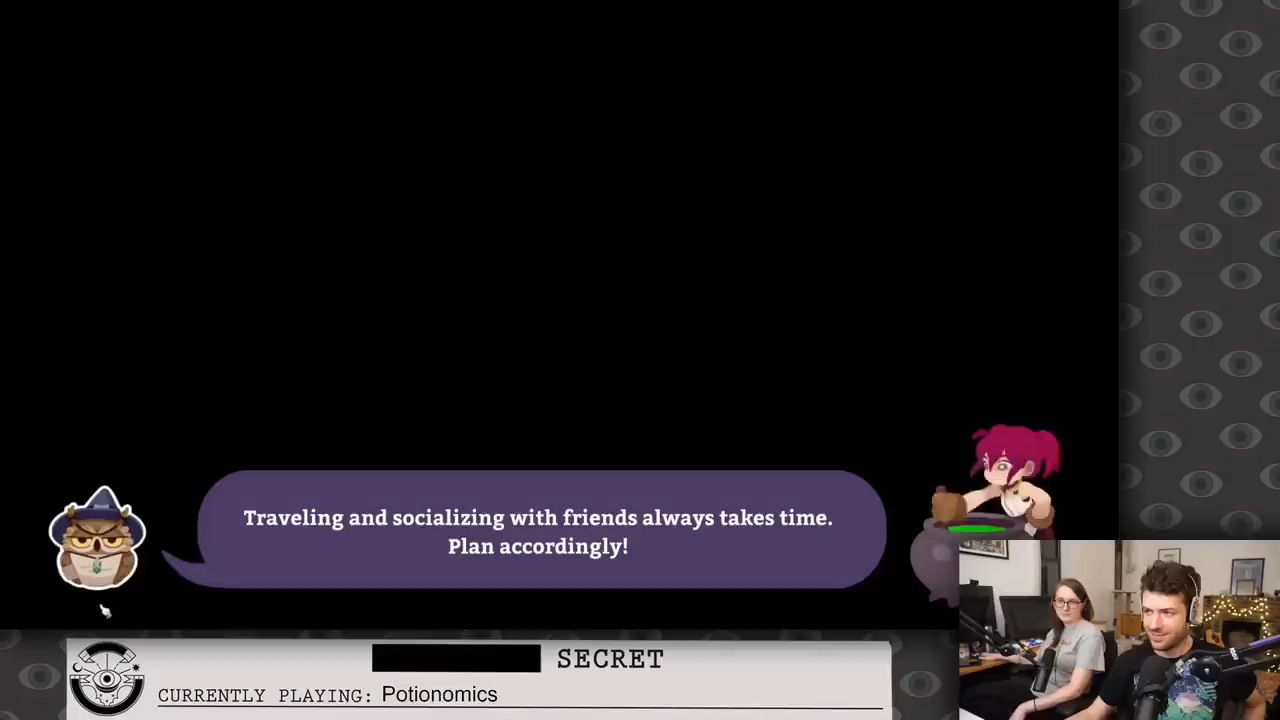 Traveling and socializing with friends always takes time.
Plan accordingly!
SECRET
CURRENTLY PLAYING: Potionomics